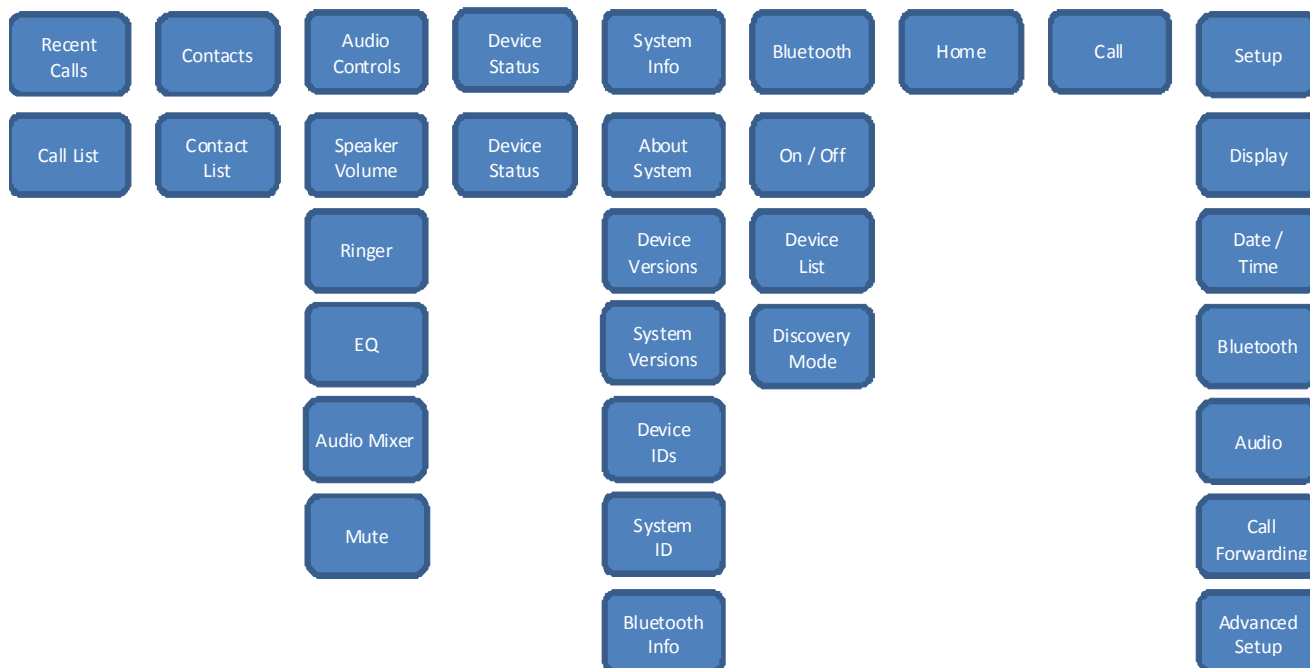 Recent
Calls
Contacts
Audio
Controls
Device
Status
System
Info
Bluetooth
Home
Call
Setup
Call List
Contact
List
Speaker
Volume
Device
Status
About
System
On / Off
Display
Ringer
Device
Versions
Device
List
Date /
Time
EQ
System
Versions
Discovery
Mode
Bluetooth
Audio Mixer
Device
IDs
Audio
Mute
System
ID
Call
Forwarding
Bluetooth
Info
Advanced
Setup